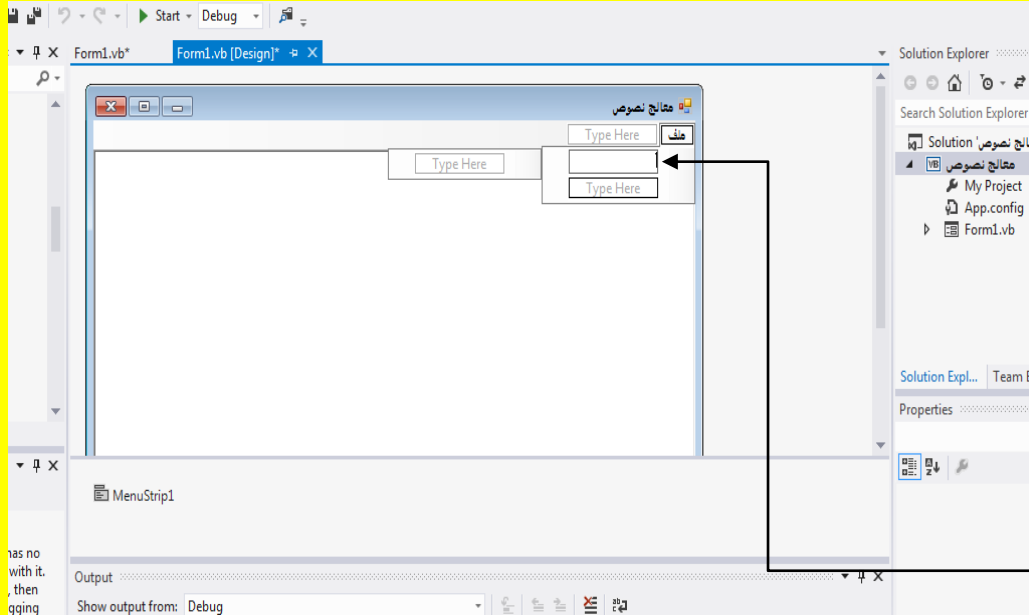 Start Debug
Form1.vb* Form1.vb [Design]*
Solution Explorer
Search Solution Explorer
معالج نصوص
Type Here ملف
Type Here
Type Here
Solution 'معالج نصوص
معالج نصوص
My Project
App.config
Form1.vb
Solution Expl... Team
Properties
MenuStrip1
has no
with it.
, then
Output
Show output from: Debug